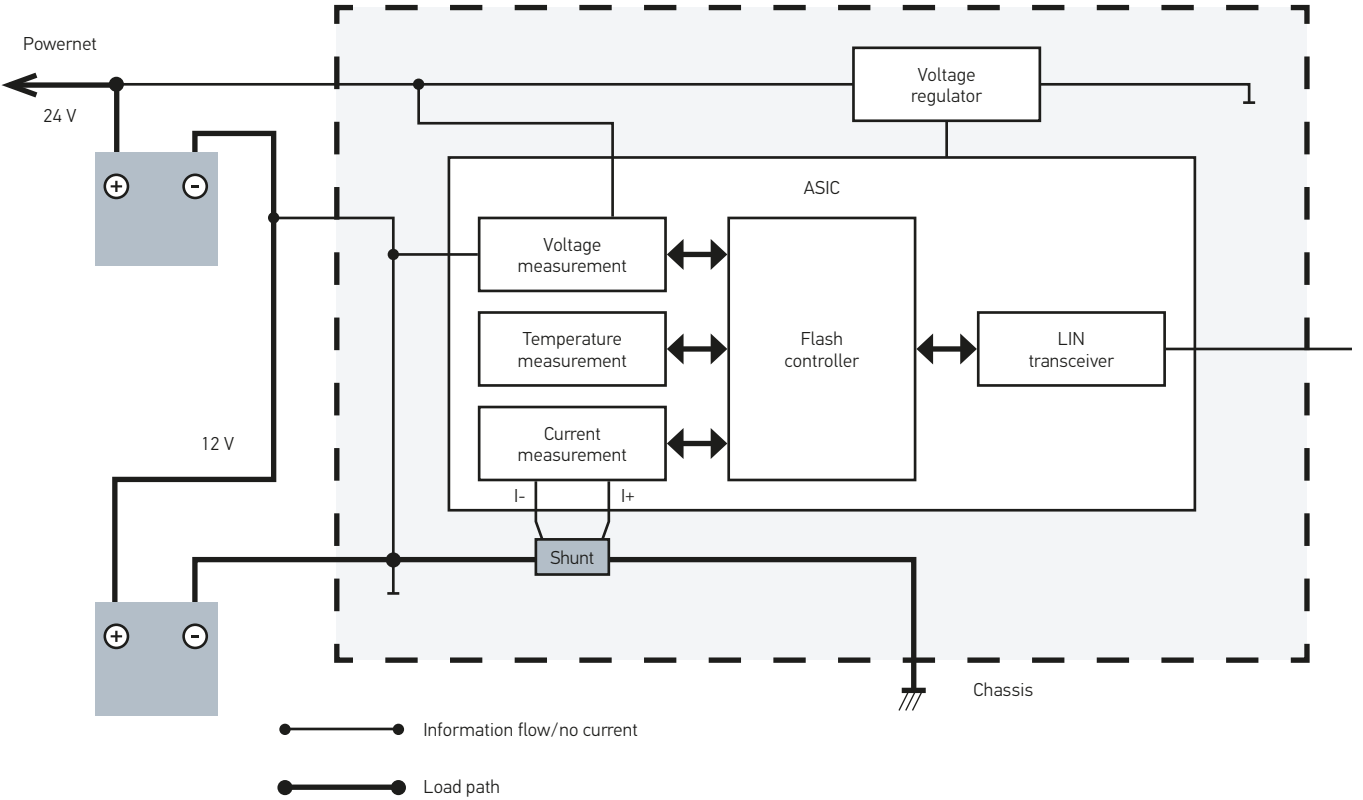 Powernet
24 V
Voltage
regulator
+
-
ASIC
Voltage
measurement
Temperature
measurement
Flash
controller
LIN
transceiver
12 V
Current
measurement
I-
I+
Shunt
+
-
Chassis
Information flow/no current
Load path